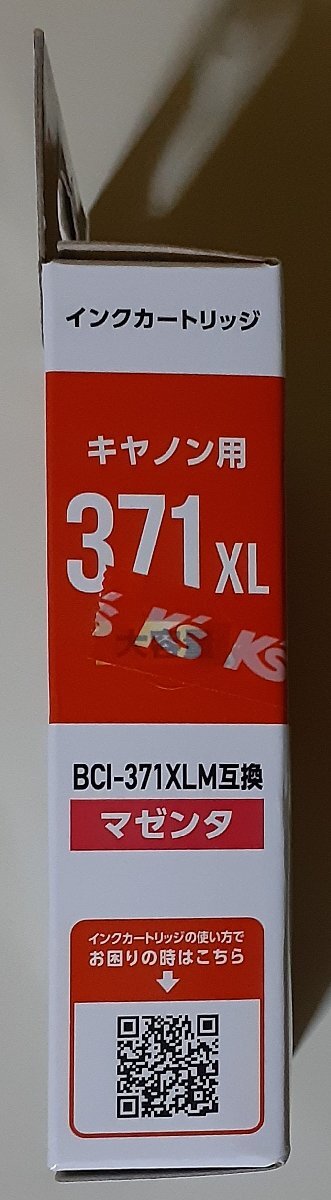 インクカートリッジ
キヤノン用
371XL
K's K's K's
BCI-371XLM互換
マゼンタ
インクカートリッジの使い方で
お困りの時はこちら